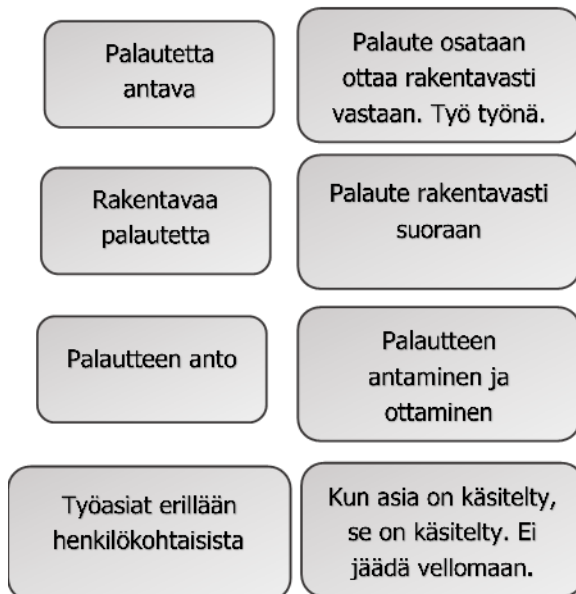 Palautetta
antava
Palaute osataan
ottaa rakentavasti
vastaan. Työ työnä.
Rakentavaa
palautetta
Palaute rakentavasti
suoraan
Palautteen anto
Palautteen
antaminen ja
ottaminen
Työasiat erillään
henkilökohtaisista
Kun asia on käsitelty,
se on käsitelty. Ei
jäädä vellomaan.